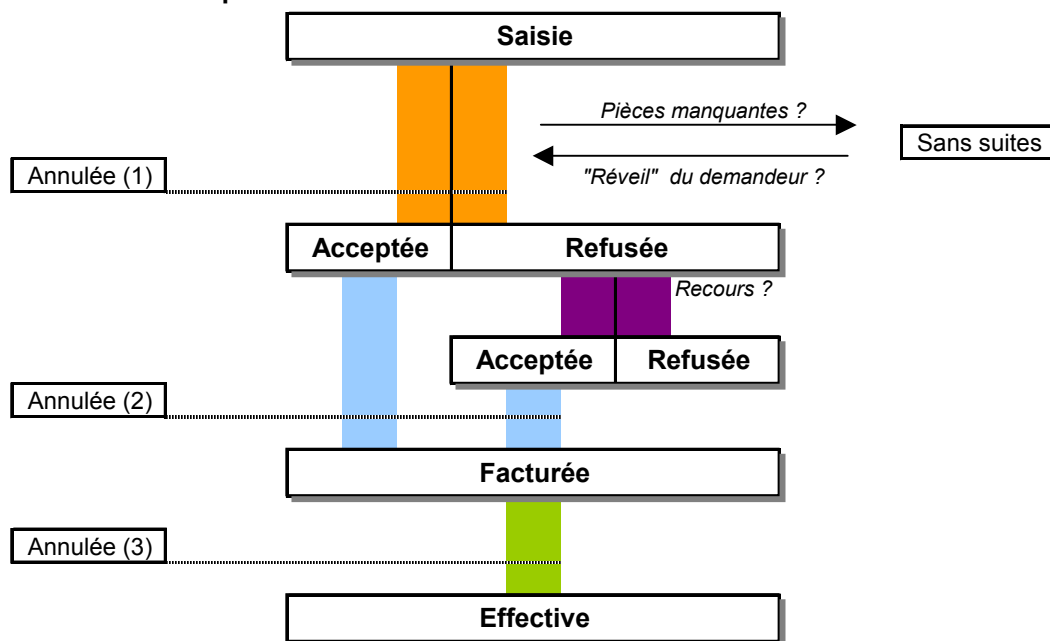 Saisie
Pièces manquantes ?
Sans suites
"Réveil" du demandeur ?
Annulée (1)
Acceptée
Refusée
Recours ?
Acceptée
Refusée
Annulée (2)
Facturée
Annulée (3)
Effective